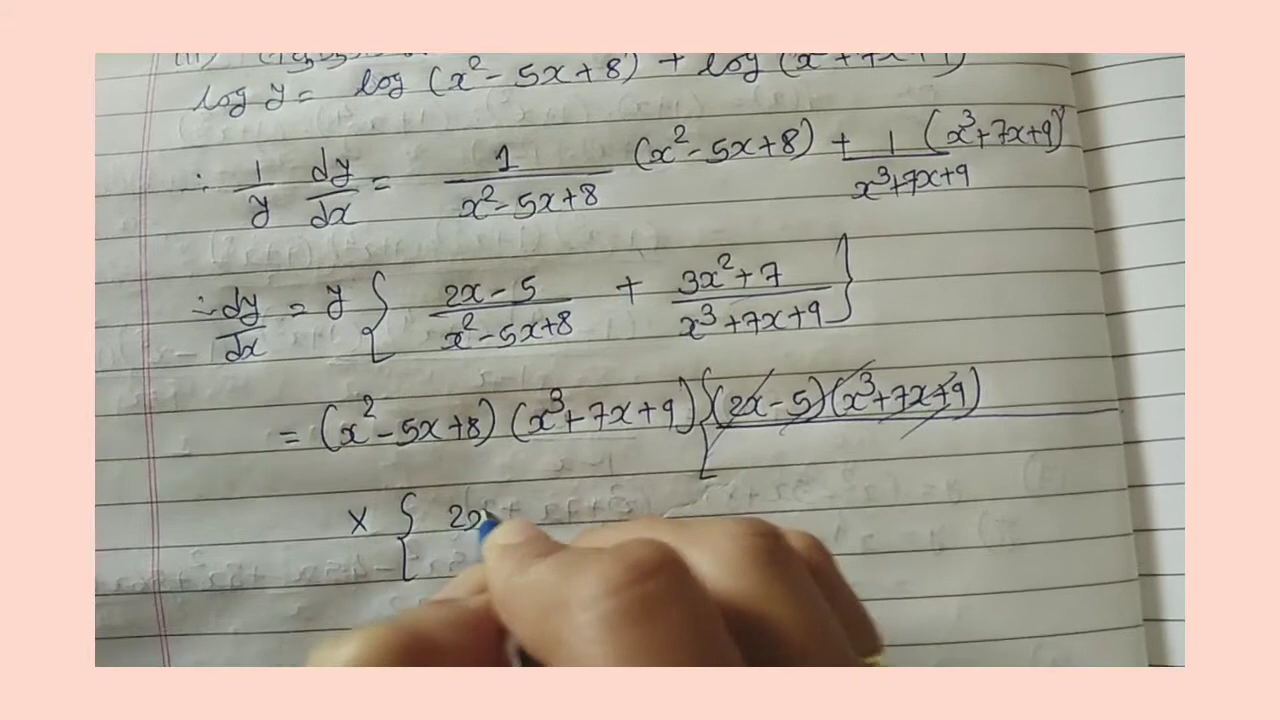 log y = log (x² - 5x + 8) + log (x³ + 7x + 9)
∴ 1/y dy/dx = 1/(x² - 5x + 8) (x² - 5x + 8) + 1/(x³ + 7x + 9) (x³ + 7x + 9)
∴ dy/dx = y { (2x - 5)/(x² - 5x + 8) + (3x² + 7)/(x³ + 7x + 9) }
= (x² - 5x + 8) (x³ + 7x + 9) { (2x - 5) (x³ + 7x + 9)
× { 2x